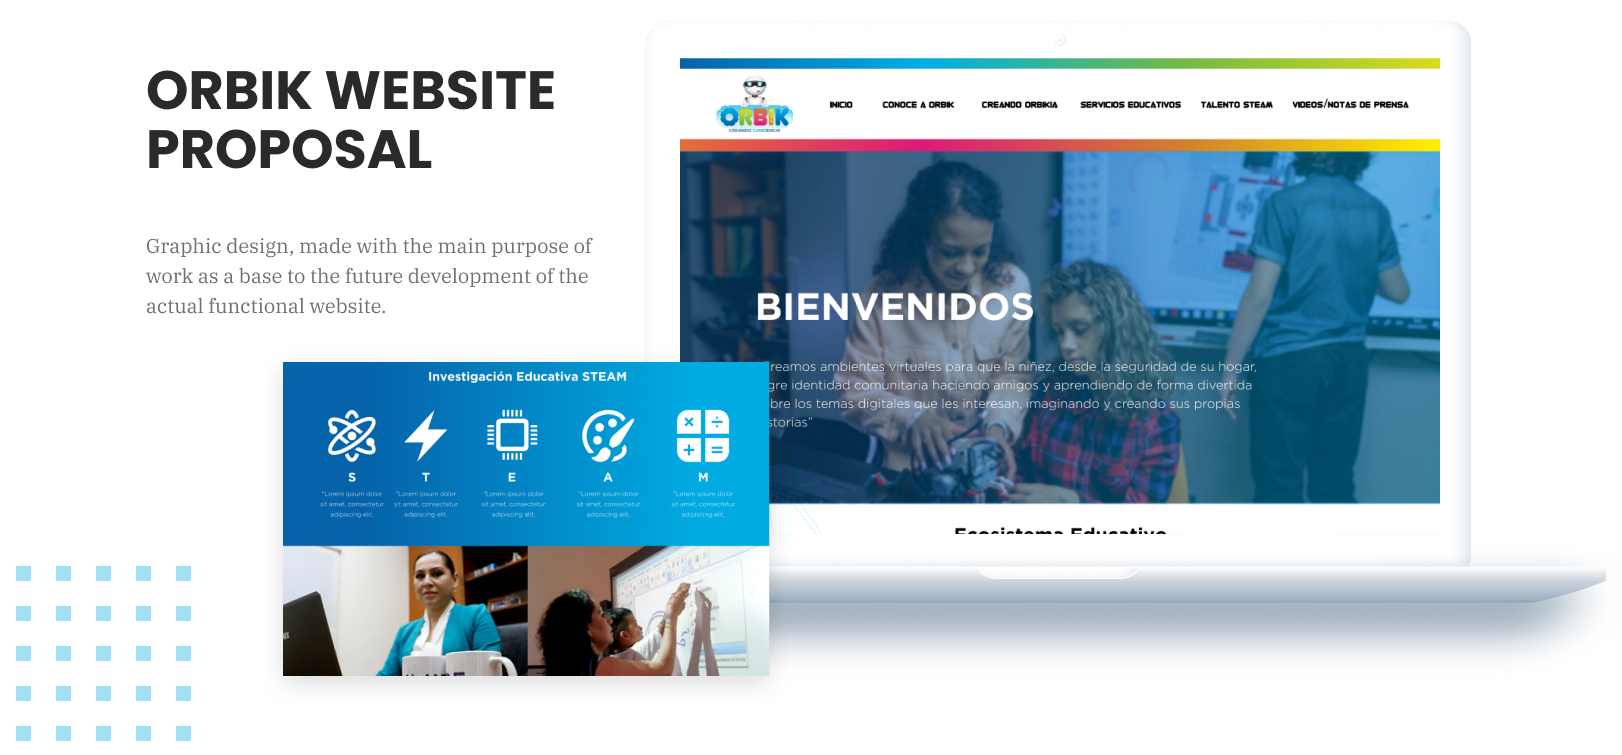 ORBIK WEBSITE
PROPOSAL
Graphic design, made with the main purpose of
work as a base to the future development of the
actual functional website.
ORBIK
CREANDO CONCIENCIA
INICIO
CONOCE A ORBIK
CREANDO ORBIKIA
SERVICIOS EDUCATIVOS
TALENTO STEAM
VIDEOS/NOTAS DE PRENSA
BIENVENIDOS
reamos ambientes virtuales para que la niñez, desde la seguridad de su hogar,
gre identidad comunitaria haciendo amigos y aprendiendo de forma divertida
bre los temas digitales que les interesan, imaginando y creando sus propias
storias"
Ecosistema Educativo
Investigación Educativa STEAM
S
"Lorem ipsum dolor
sit amet, consectetur
adipiscing elit,
T
"Lorem ipsum dolor
sit amet, consectetur
adipiscing elit,
E
"Lorem ipsum dolor
sit amet, consectetur
adipiscing elit,
A
"Lorem ipsum dolor
sit amet, consectetur
adipiscing elit,
M
"Lorem ipsum dolor
sit amet, consectetur
adipiscing elit,